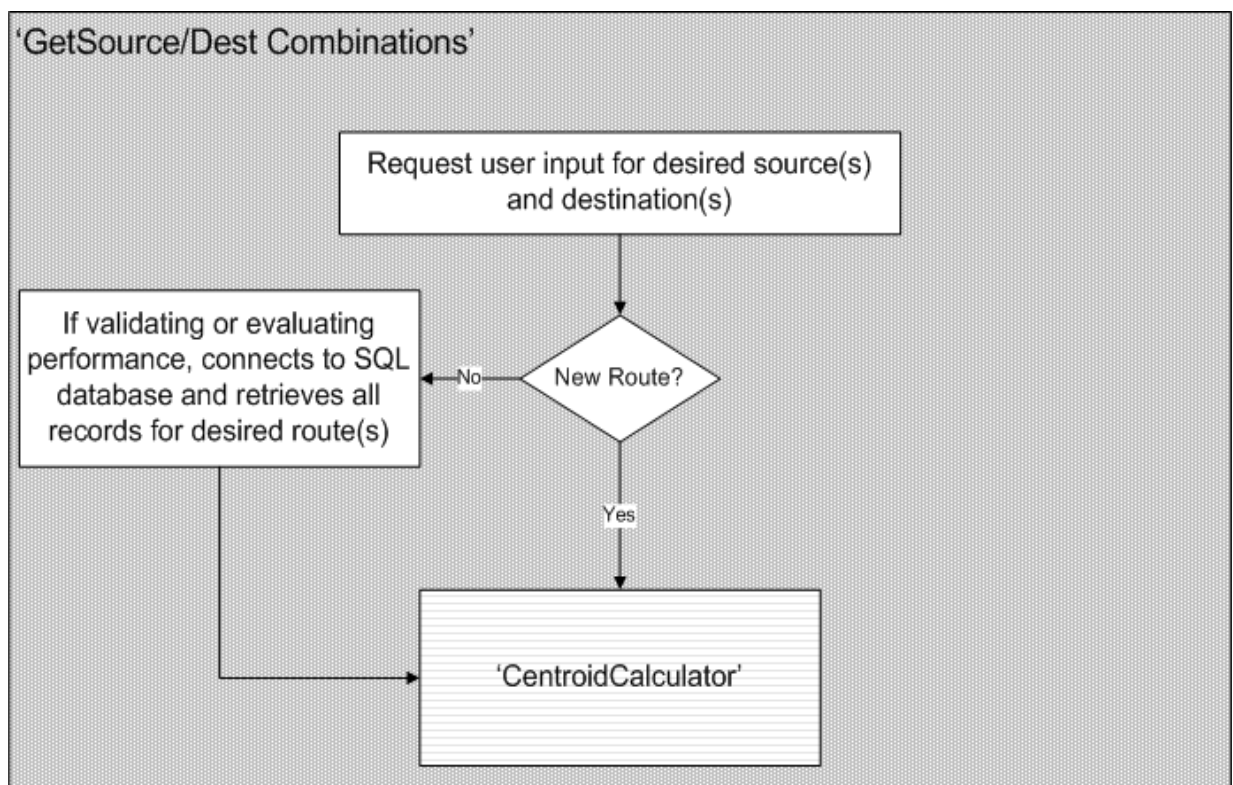 ‘GetSource/Dest Combinations’
Request user input for desired source(s)
and destination(s)
If validating or evaluating
performance, connects to SQL
database and retrieves all
records for desired route(s)
No
New Route?
Yes
‘CentroidCalculator’